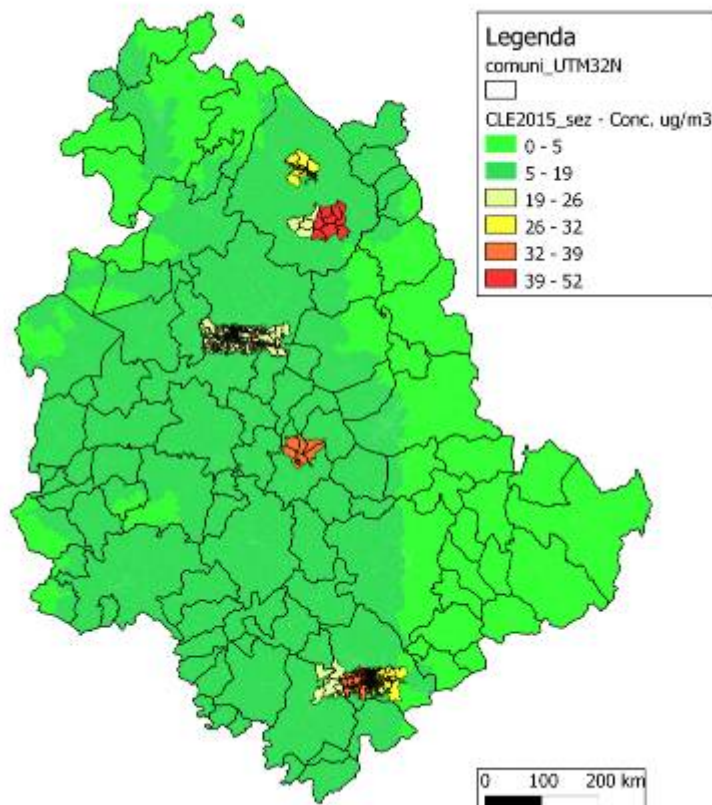 Legenda
comuni_UTM32N
CLE2015_sez - Conc. ug/m3
0 - 5
5 - 19
19 - 26
26 - 32
32 - 39
39 - 52
0 100 200 km